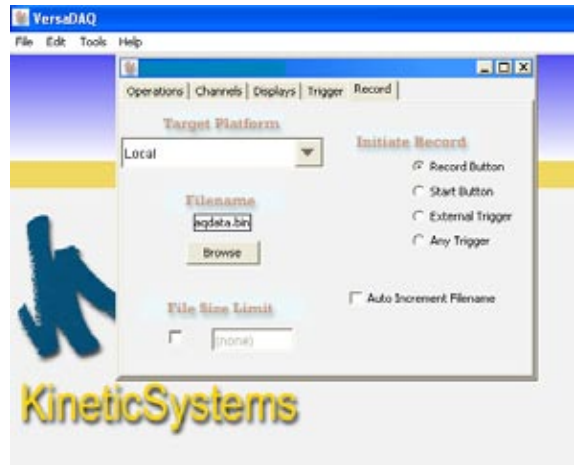 VersaDAQ
File Edit Tools Help
Operations Channels Displays Trigger Record
Target Platform
Local
Initiate Record
Record Button
Start Button
External Trigger
Any Trigger
Filename
aqdata.bin
Browse
Auto Increment Filename
File Size Limit
(none)
KineticSystems